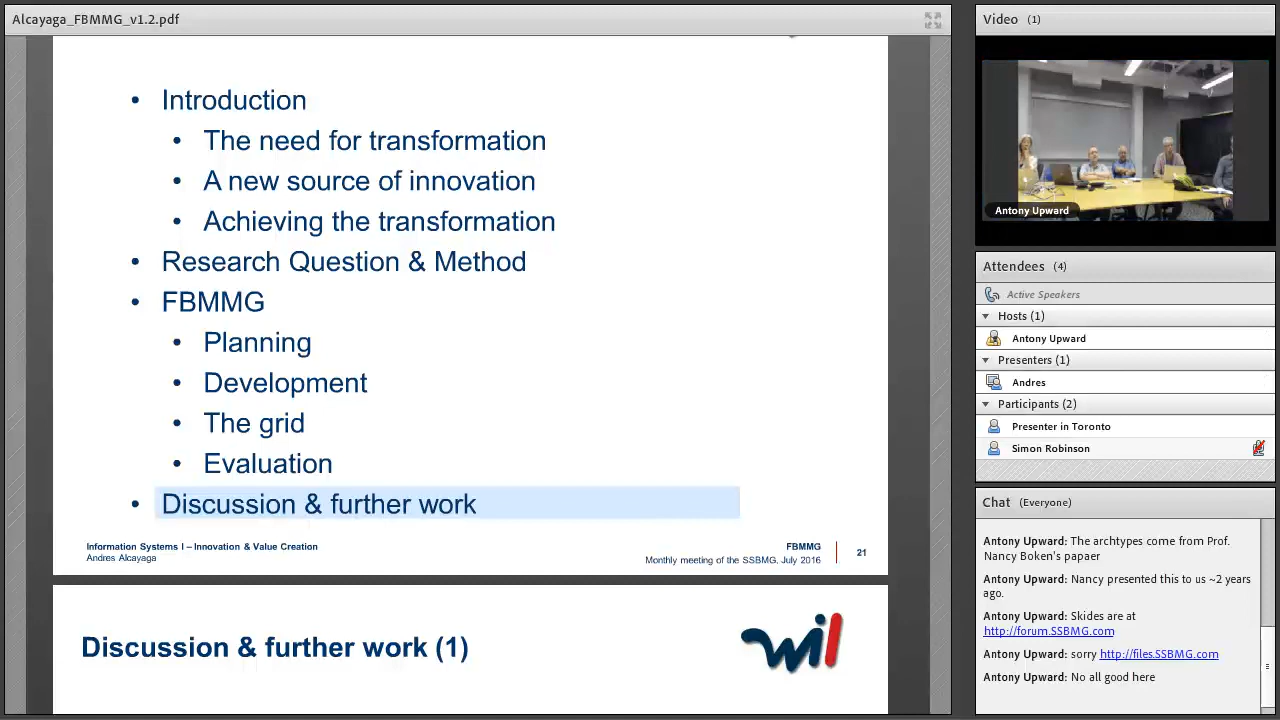 Alcayaga_FBMMG_v1.2.pdf
• Introduction
• The need for transformation
• A new source of innovation
• Achieving the transformation
• Research Question & Method
• FBMMG
• Planning
• Development
• The grid
• Evaluation
• Discussion & further work
Information Systems I – Innovation & Value Creation
Andres Alcayaga
FBMMG
Monthly meeting of the SSBMG. July 2016
21
Discussion & further work (1)
wil
Video (1)
Antony Upward
Attendees (4)
Active Speakers
Hosts (1)
Antony Upward
Presenters (1)
Andres
Participants (2)
Presenter in Toronto
Simon Robinson
Chat (Everyone)
Antony Upward: The archtypes come from Prof.
Nancy Boken's papaer
Antony Upward: Nancy presented this to us ~2 years
ago.
Antony Upward: Skides are at
http://forum.SSBMG.com
Antony Upward: sorry http://files.SSBMG.com
Antony Upward: No all good here